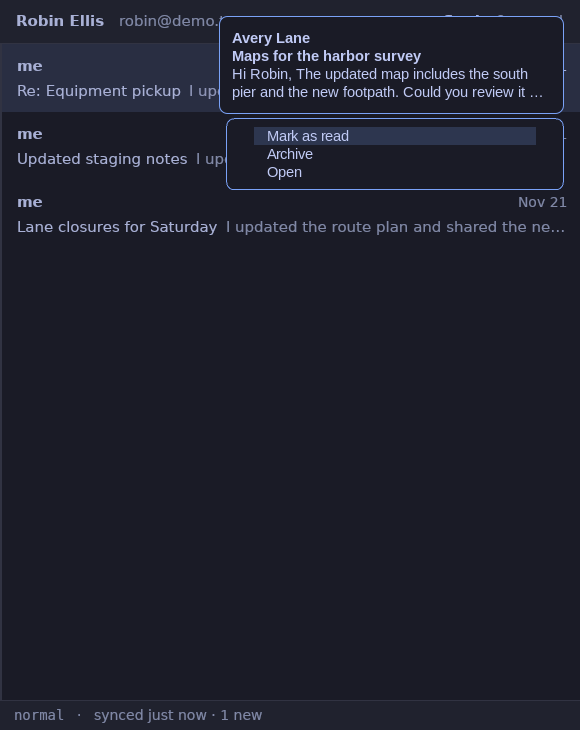 Robin Ellis robin@demo.
Avery Lane
Maps for the harbor survey
Hi Robin, The updated map includes the south
pier and the new footpath. Could you review it …
Mark as read
Archive
Open
me
Re: Equipment pickup I up
me
Updated staging notes I up
me Nov 21
Lane closures for Saturday I updated the route plan and shared the ne…
normal · synced just now · 1 new